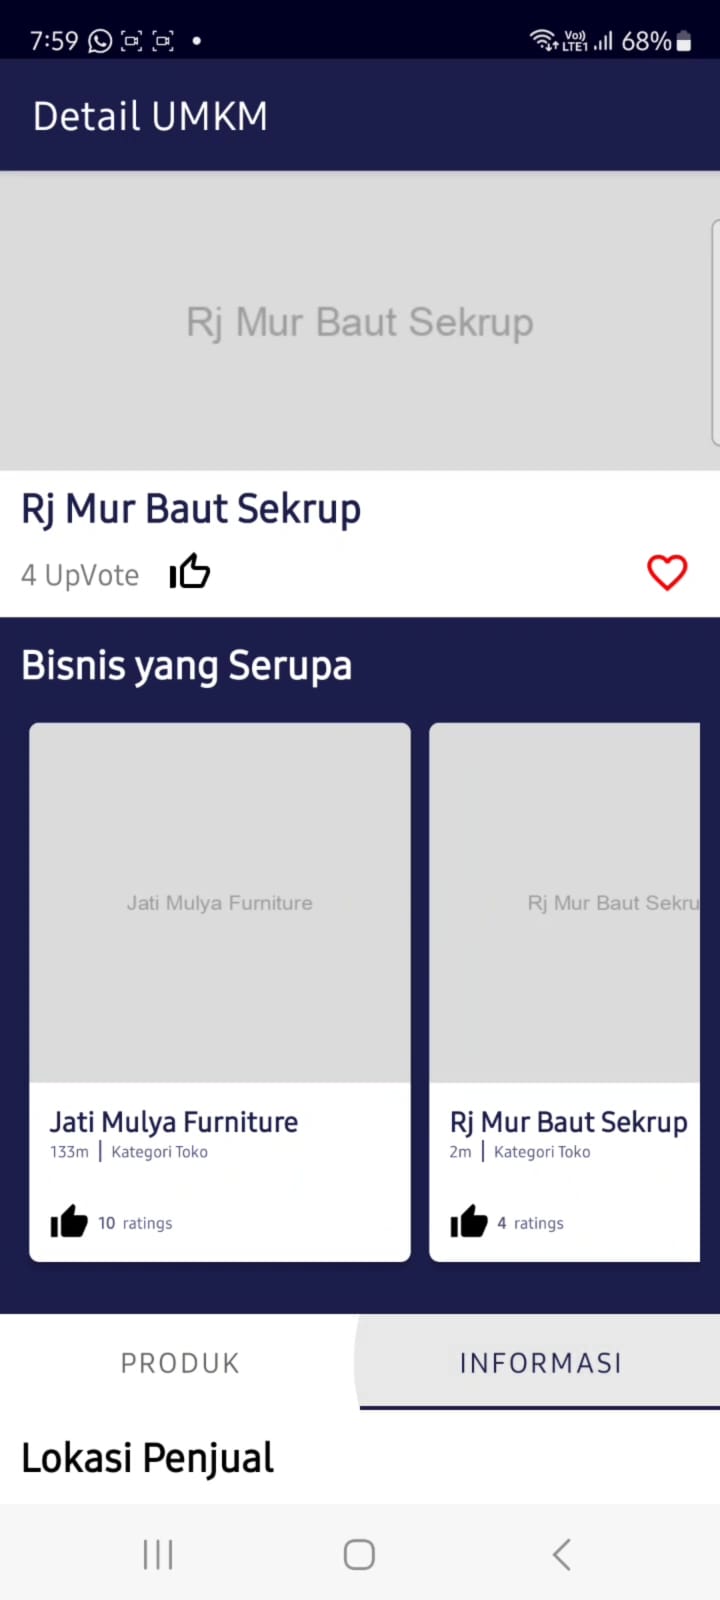 7:59 Vo)) LTE1 68%
Detail UMKM
Rj Mur Baut Sekrup
Rj Mur Baut Sekrup
4 UpVote
Bisnis yang Serupa
Jati Mulya Furniture
Jati Mulya Furniture
133m | Kategori Toko
10 ratings
Rj Mur Baut Sekru
Rj Mur Baut Sekrup
2m | Kategori Toko
4 ratings
PRODUK
INFORMASI
Lokasi Penjual